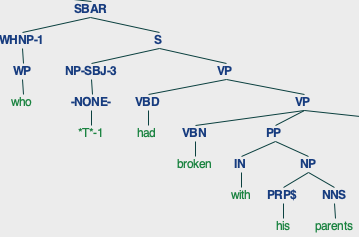 SBAR
WHNP-1 S
WP NP-SBJ-3 VP
who -NONE- VBD VP
*T*-1 had VBN PP
broken IN NP
with PRP$ NNS
his parents